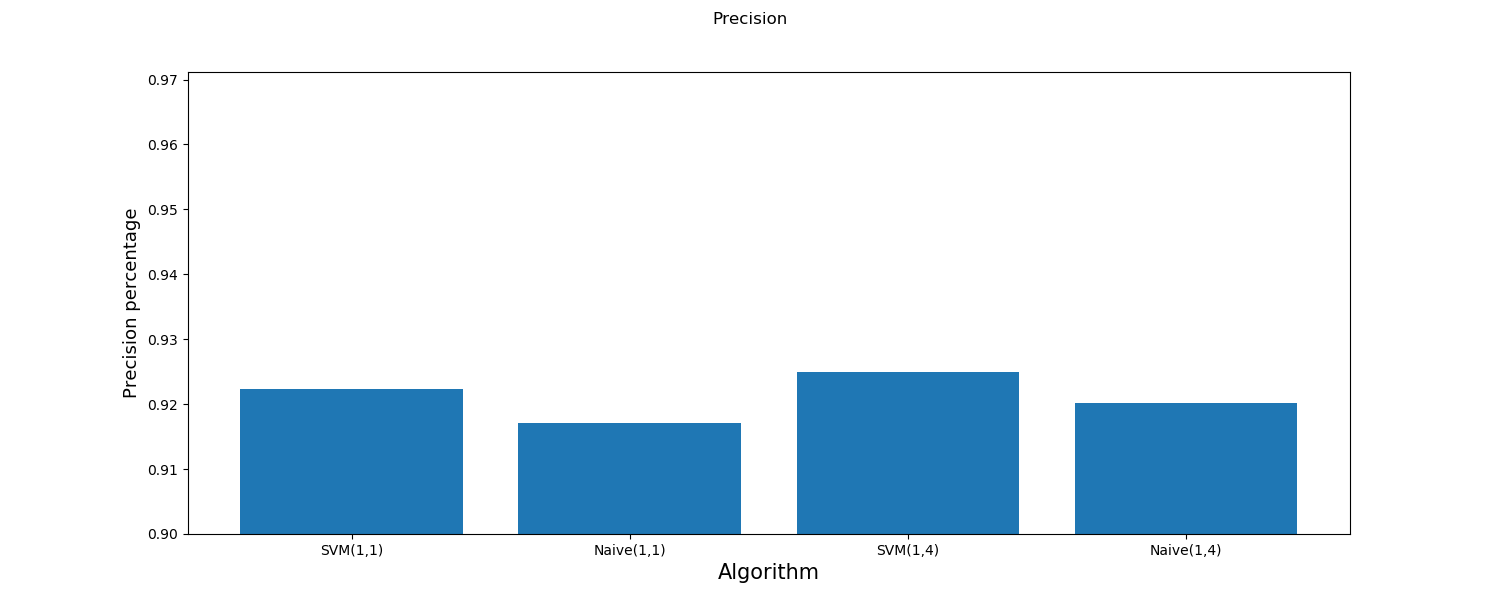 Precision
0.97
0.96
0.95
0.94
0.93
0.92
0.91
0.90
Precision percentage
SVM(1,1) Naive(1,1) SVM(1,4) Naive(1,4)
Algorithm